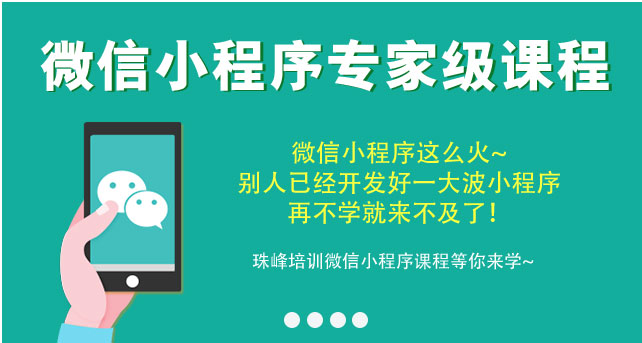 微信小程序专家级课程
微信小程序这么火~
别人已经开发好一大波小程序
再不学就来不及了！
珠峰培训微信小程序课程等你来学~